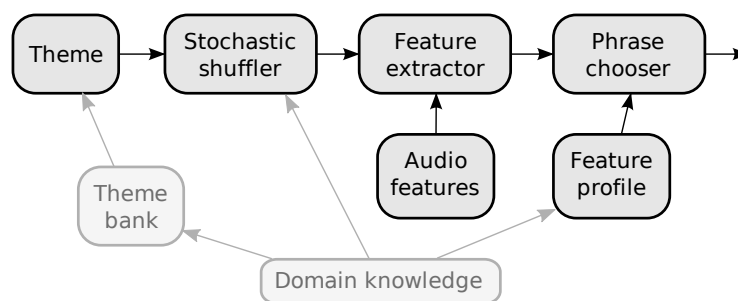 Theme
Stochastic
shuffler
Feature
extractor
Phrase
chooser
Audio
features
Feature
profile
Theme
bank
Domain knowledge